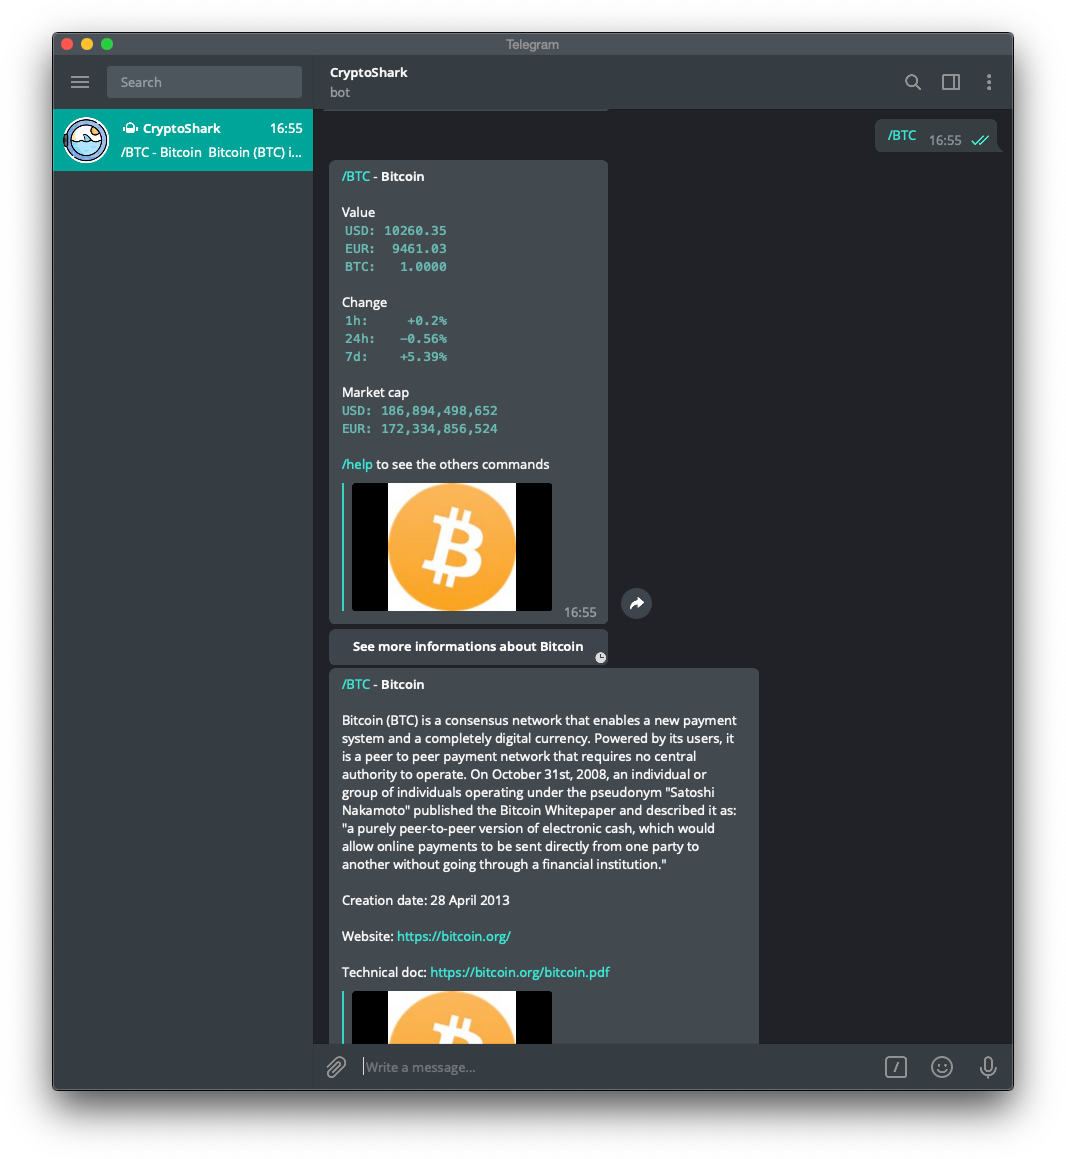 Telegram
Search
CryptoShark
bot
CryptoShark 16:55
/BTC - Bitcoin Bitcoin (BTC) i...
/BTC 16:55
/BTC - Bitcoin
Value
USD: 10260.35
EUR: 9461.03
BTC: 1.0000
Change
1h: +0.2%
24h: -0.56%
7d: +5.39%
Market cap
USD: 186,894,498,652
EUR: 172,334,856,524
/help to see the others commands
16:55
See more informations about Bitcoin
/BTC - Bitcoin
Bitcoin (BTC) is a consensus network that enables a new payment
system and a completely digital currency. Powered by its users, it
is a peer to peer payment network that requires no central
authority to operate. On October 31st, 2008, an individual or
group of individuals operating under the pseudonym "Satoshi
Nakamoto" published the Bitcoin Whitepaper and described it as:
"a purely peer-to-peer version of electronic cash, which would
allow online payments to be sent directly from one party to
another without going through a financial institution."
Creation date: 28 April 2013
Website: https://bitcoin.org/
Technical doc: https://bitcoin.org/bitcoin.pdf
Write a message...